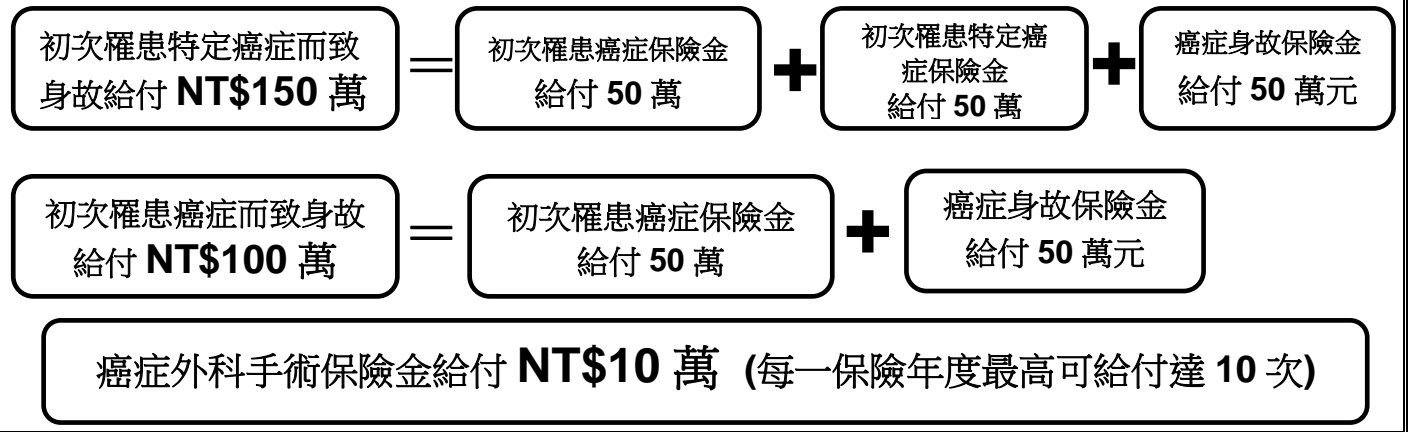 初次罹患特定癌症而致
身故給付 NT$150 萬
=
初次罹患癌症保險金
給付 50 萬
+
初次罹患特定癌
症保險金
給付 50 萬
+
癌症身故保險金
給付 50 萬元
初次罹患癌症而致身故
給付 NT$100 萬
=
初次罹患癌症保險金
給付 50 萬
+
癌症身故保險金
給付 50 萬元
癌症外科手術保險金給付 NT$10 萬 (每一保險年度最高可給付達 10 次)